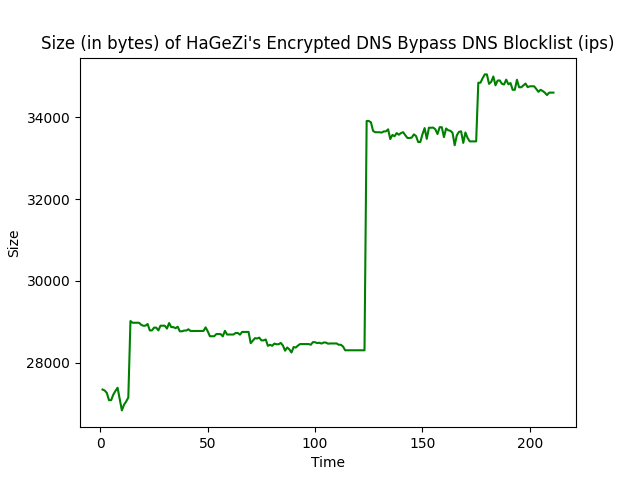 Size (in bytes) of HaGeZi's Encrypted DNS Bypass DNS Blocklist (ips)
34000
32000
30000
28000
Size
0 50 100 150 200
Time